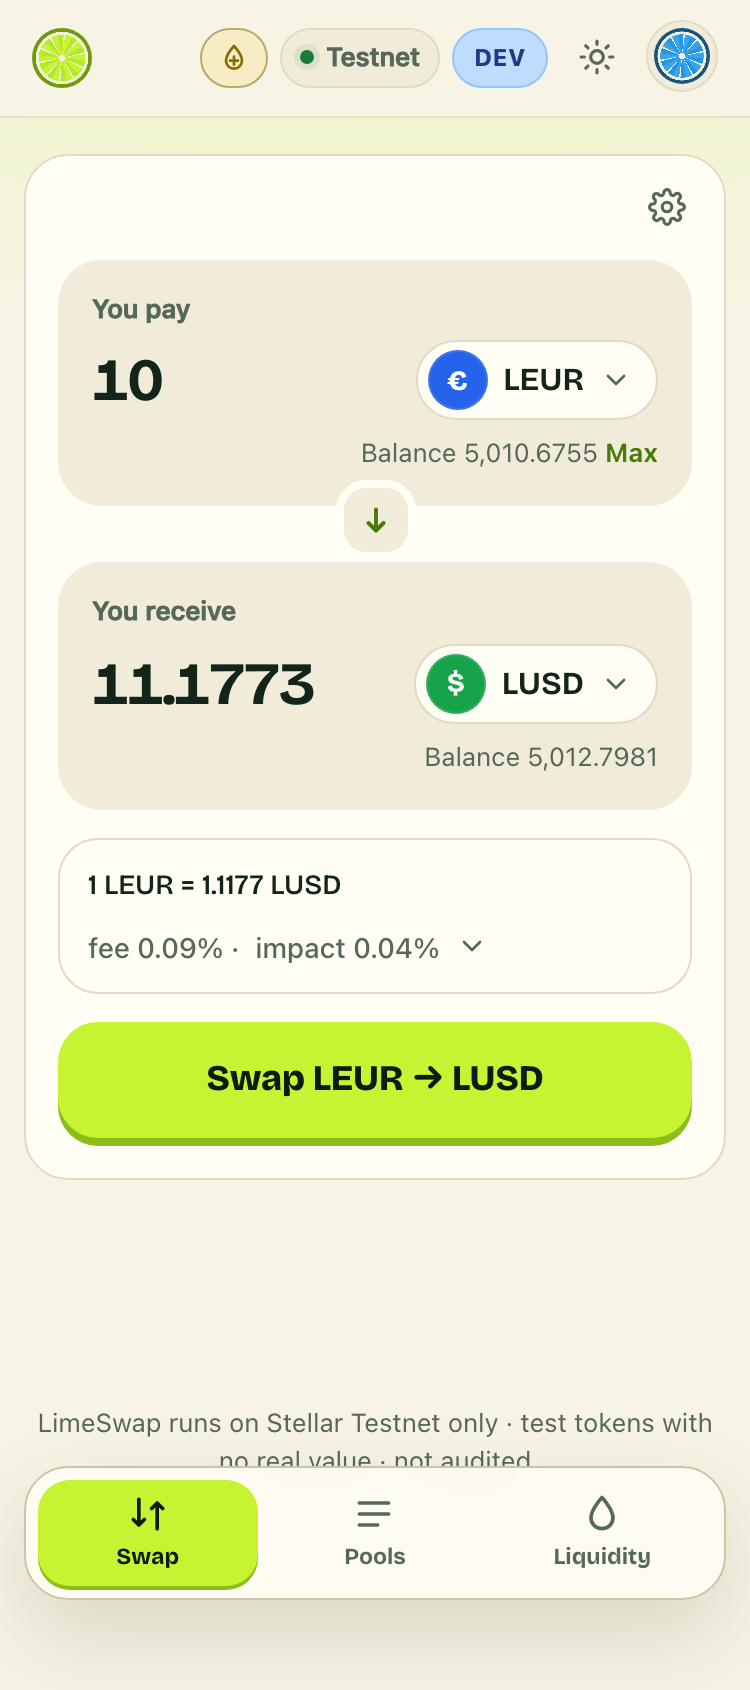 Testnet DEV
You pay
10
€ LEUR
Balance 5,010.6755 Max
You receive
11.1773
$ LUSD
Balance 5,012.7981
1 LEUR = 1.1177 LUSD
fee 0.09% · impact 0.04%
Swap LEUR → LUSD
LimeSwap runs on Stellar Testnet only · test tokens with
no real value · not audited
Swap Pools Liquidity